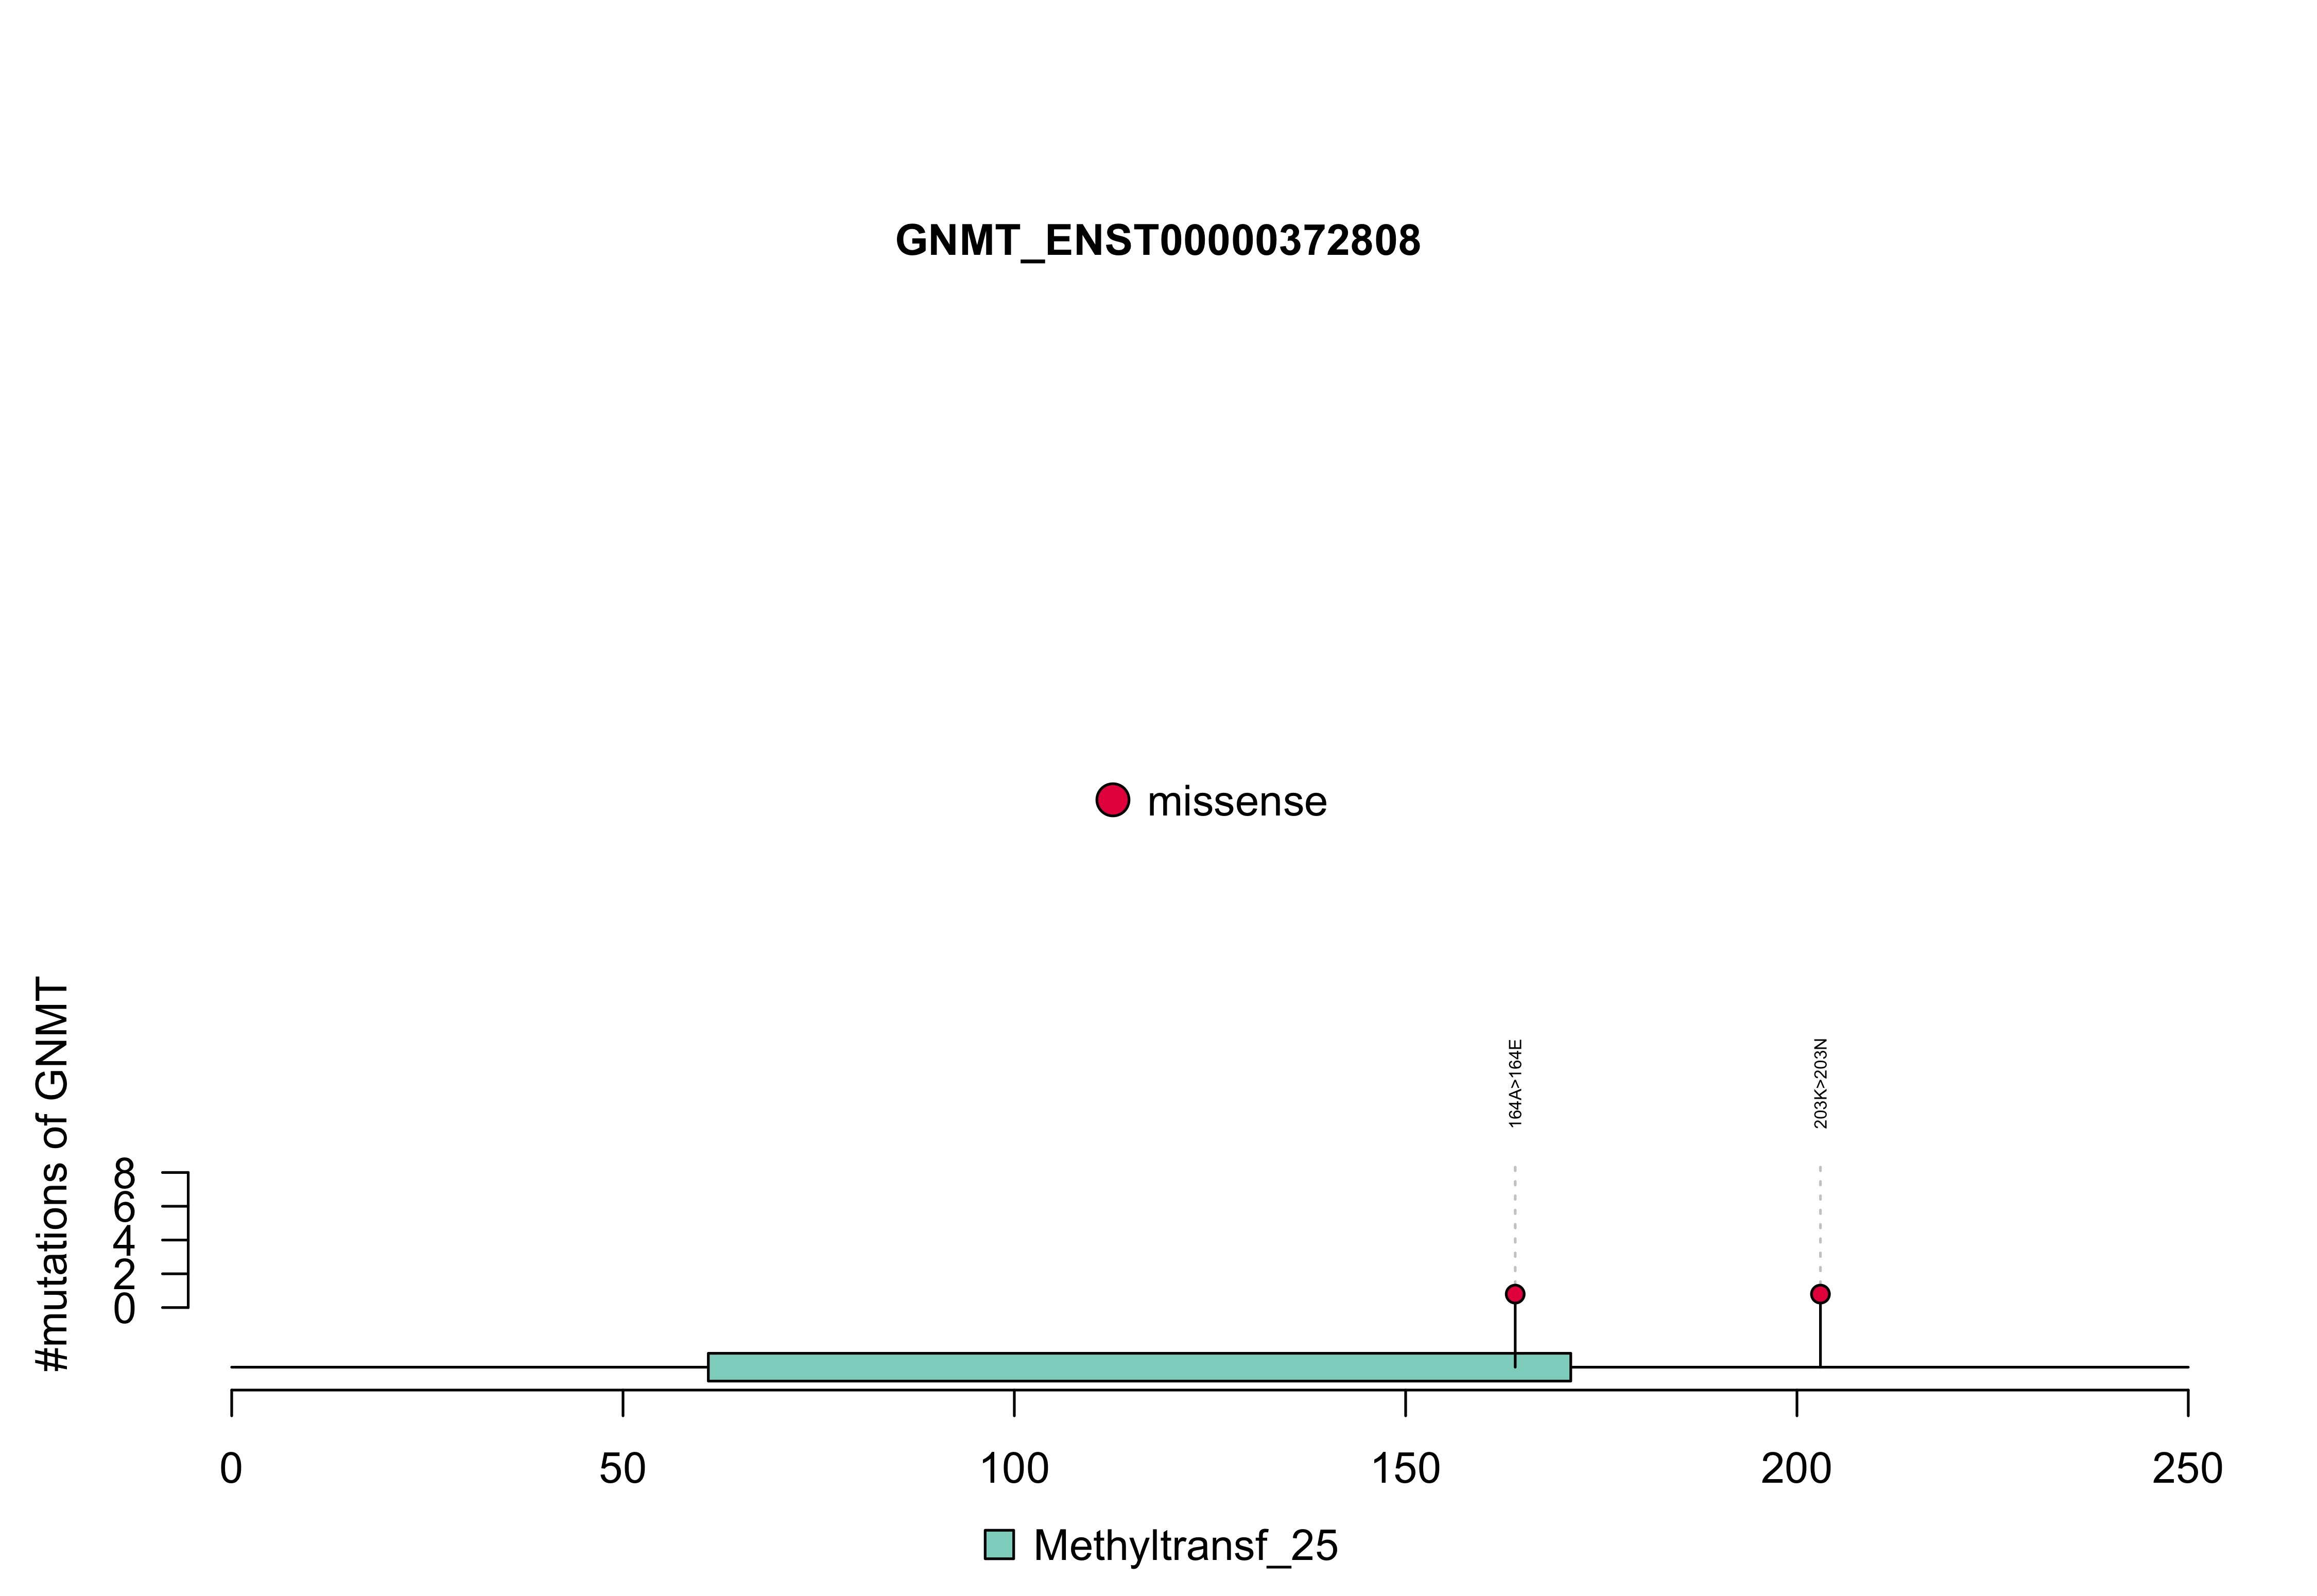 GNMT_ENST00000372808
missense
#mutations of GNMT
164A>164E
203K>203N
8
6
4
2
0
0 50 100 150 200 250
Methyltransf_25